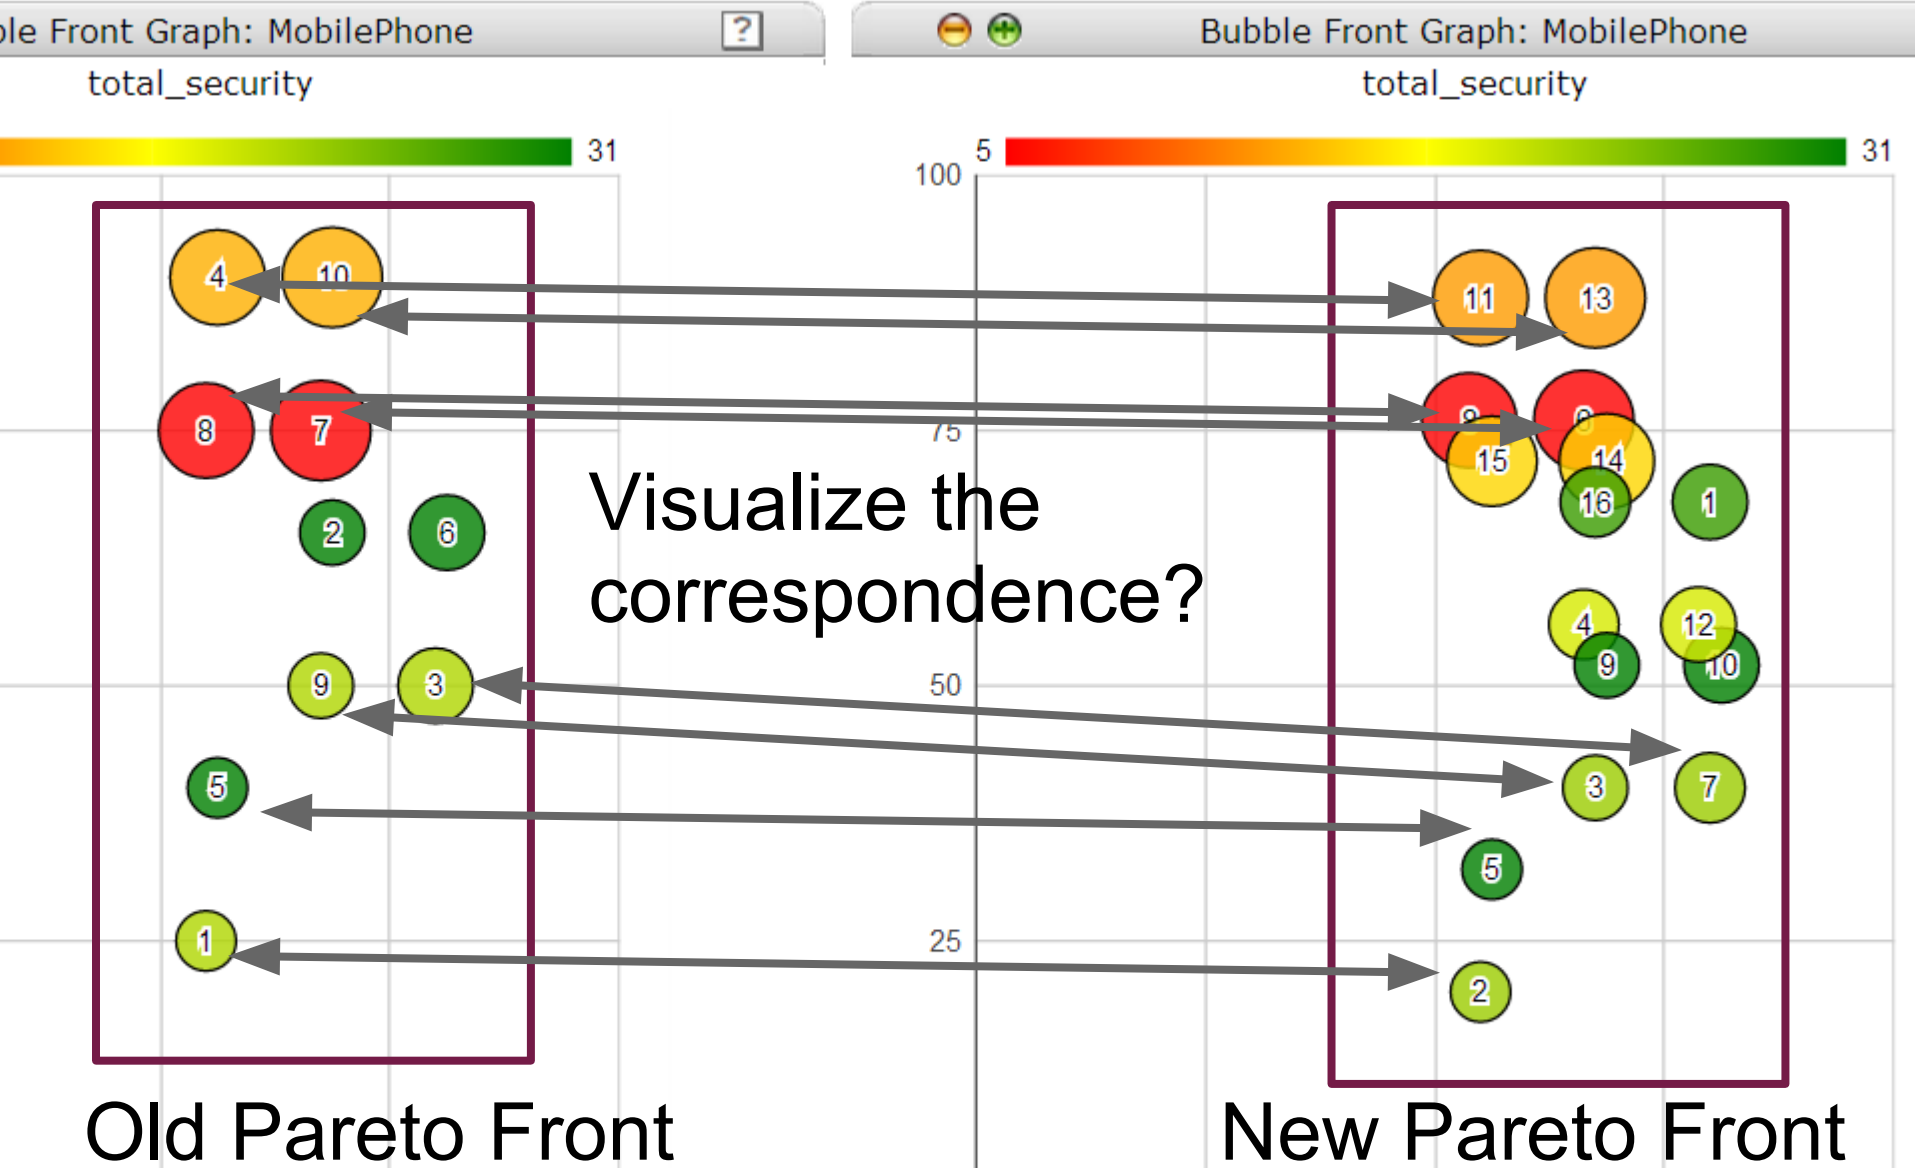 ble Front Graph: MobilePhone ?
total_security
31
4 10
8 7
2 6
9 3
5
1
Old Pareto Front
Visualize the
correspondence?
Bubble Front Graph: MobilePhone
total_security
5 31
100
75
50
25
11 13
15 14
16 1
4 12
9 10
3 7
5
2
New Pareto Front